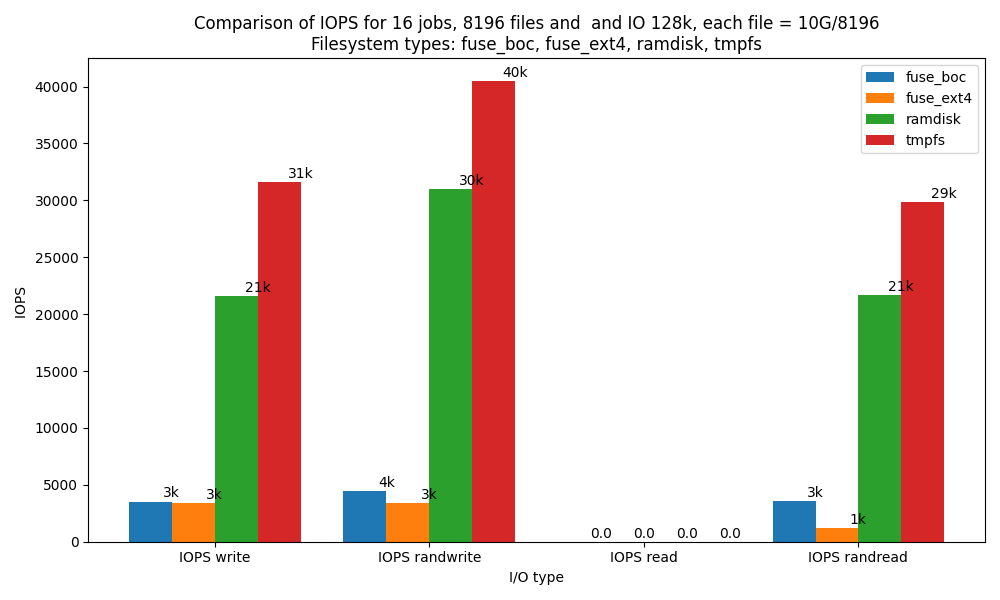 Comparison of IOPS for 16 jobs, 8196 files and  and IO 128k, each file = 10G/8196
Filesystem types: fuse_boc, fuse_ext4, ramdisk, tmpfs
fuse_boc
fuse_ext4
ramdisk
tmpfs
IOPS
40000
35000
30000
25000
20000
15000
10000
5000
0
3k
3k
21k
31k
4k
3k
30k
40k
0.0
0.0
0.0
0.0
3k
1k
21k
29k
IOPS write
IOPS randwrite
IOPS read
IOPS randread
I/O type